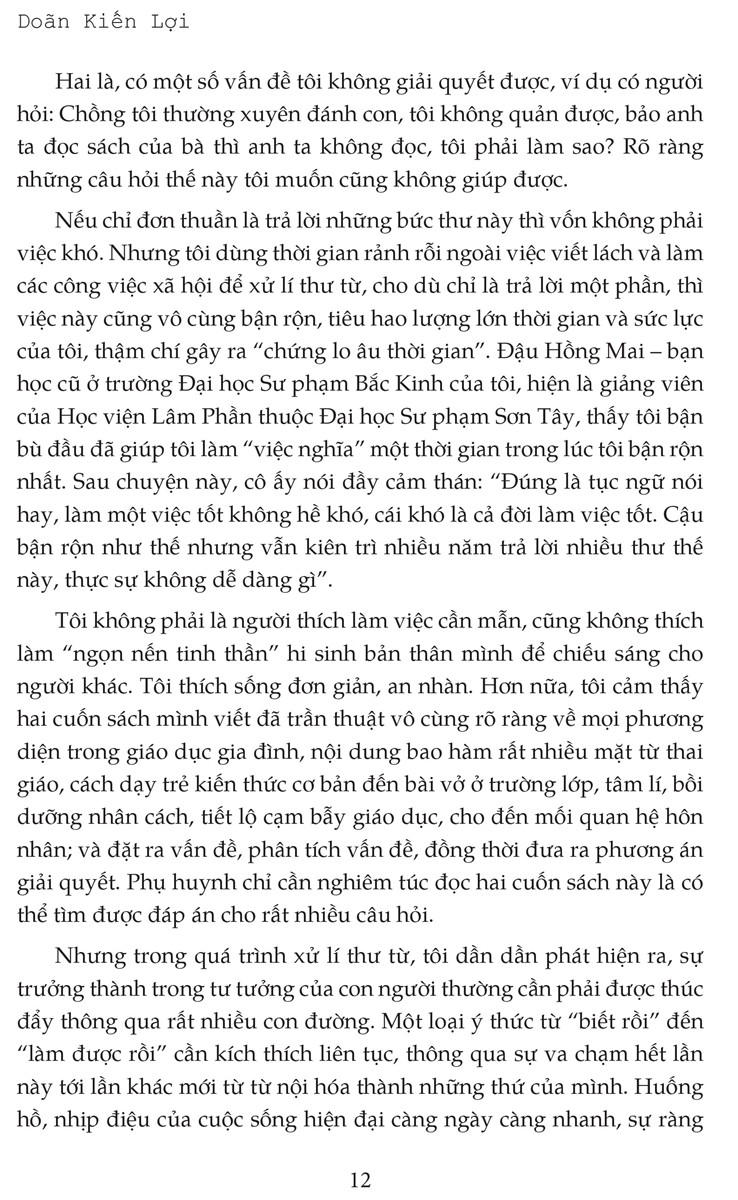 Doãn Kiến Lợi
Hai là, có một số vấn đề tôi không giải quyết được, ví dụ có người
hỏi: Chồng tôi thường xuyên đánh con, tôi không quản được, bảo anh
ta đọc sách của bà thì anh ta không đọc, tôi phải làm sao? Rõ ràng
những câu hỏi thế này tôi muốn cũng không giúp được.
Nếu chỉ đơn thuần là trả lời những bức thư này thì vốn không phải
việc khó. Nhưng tôi dùng thời gian rảnh rỗi ngoài việc viết lách và làm
các công việc xã hội để xử lí thư từ, cho dù chỉ là trả lời một phần, thì
việc này cũng vô cùng bận rộn, tiêu hao lượng lớn thời gian và sức lực
của tôi, thậm chí gây ra “chứng lo âu thời gian”. Đậu Hồng Mai – bạn
học cũ ở trường Đại học Sư phạm Bắc Kinh của tôi, hiện là giảng viên
của Học viện Lâm Phần thuộc Đại học Sư phạm Sơn Tây, thấy tôi bận
bù đầu đã giúp tôi làm “việc nghĩa” một thời gian trong lúc tôi bận rộn
nhất. Sau chuyện này, cô ấy nói đầy cảm thán: “Đúng là tục ngữ nói
hay, làm một việc tốt không hề khó, cái khó là cả đời làm việc tốt. Cậu
bận rộn như thế nhưng vẫn kiên trì nhiều năm trả lời nhiều thư thế
này, thực sự không dễ dàng gì”.
Tôi không phải là người thích làm việc cần mẫn, cũng không thích
làm “ngọn nến tinh thần” hi sinh bản thân mình để chiếu sáng cho
người khác. Tôi thích sống đơn giản, an nhàn. Hơn nữa, tôi cảm thấy
hai cuốn sách mình viết đã trần thuật vô cùng rõ ràng về mọi phương
diện trong giáo dục gia đình, nội dung bao hàm rất nhiều mặt từ thai
giáo, cách dạy trẻ kiến thức cơ bản đến bài vở ở trường lớp, tâm lí, bồi
dưỡng nhân cách, tiết lộ cạm bẫy giáo dục, cho đến mối quan hệ hôn
nhân; và đặt ra vấn đề, phân tích vấn đề, đồng thời đưa ra phương án
giải quyết. Phụ huynh chỉ cần nghiêm túc đọc hai cuốn sách này là có
thể tìm được đáp án cho rất nhiều câu hỏi.
Nhưng trong quá trình xử lí thư từ, tôi dần dần phát hiện ra, sự
trưởng thành trong tư tưởng của con người thường cần phải được thúc
đẩy thông qua rất nhiều con đường. Một loại ý thức từ “biết rồi” đến
“làm được rồi” cần kích thích liên tục, thông qua sự va chạm hết lần
này tới lần khác mới từ từ nội hóa thành những thứ của mình. Huống
hồ, nhịp điệu của cuộc sống hiện đại càng ngày càng nhanh, sự ràng
12